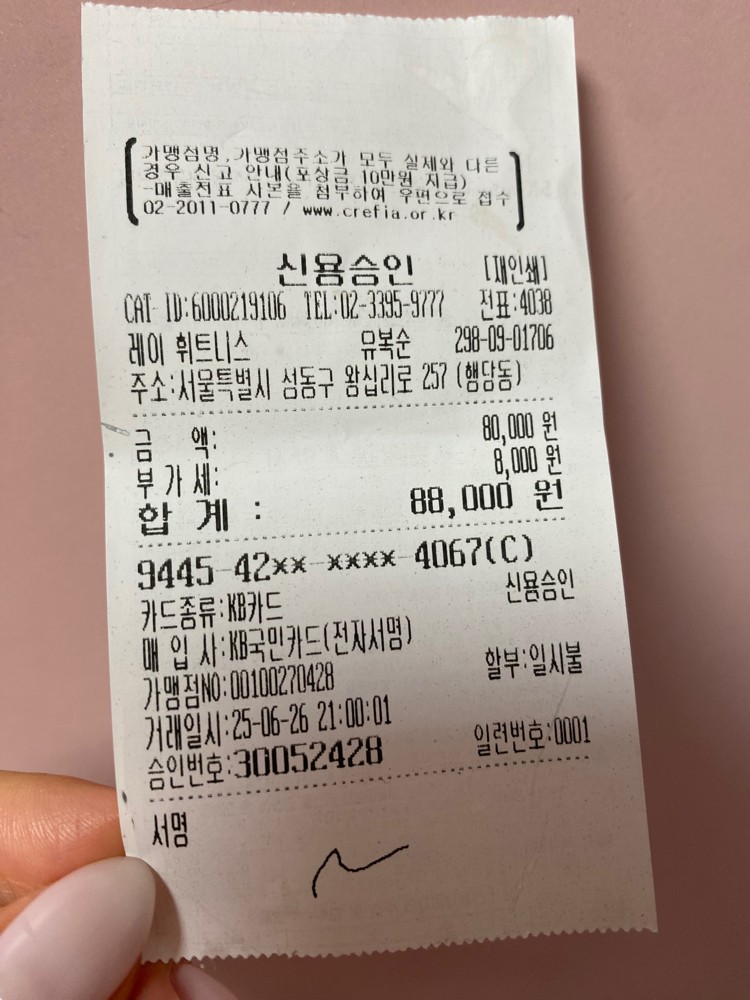 가맹점명,가맹점주소가 모두 실제와 다른
경우 신고 안내(포상금 10만원 지급)
-매출전표 사본을 첨부하여 우편으로 접수
02-2011-0777 / www.crefia.or.kr
신용승인 [재인쇄]
CAT ID:6000219106 TEL:02-3395-9777 전표:4038
레이 휘트니스 유복순 298-09-01706
주소:서울특별시 성동구 왕십리로 257 (행당동)
금 액: 80,000 원
부 가 세: 8,000 원
합 계 : 88,000 원
9445-42**-****-4067(C)
신용승인
카드종류:KB카드
매 입 사:KB국민카드(전자서명)
할부:일시불
가맹점NO:00100270428
거래일시:25-06-26 21:00:01
일련번호:0001
승인번호:30052428
서명